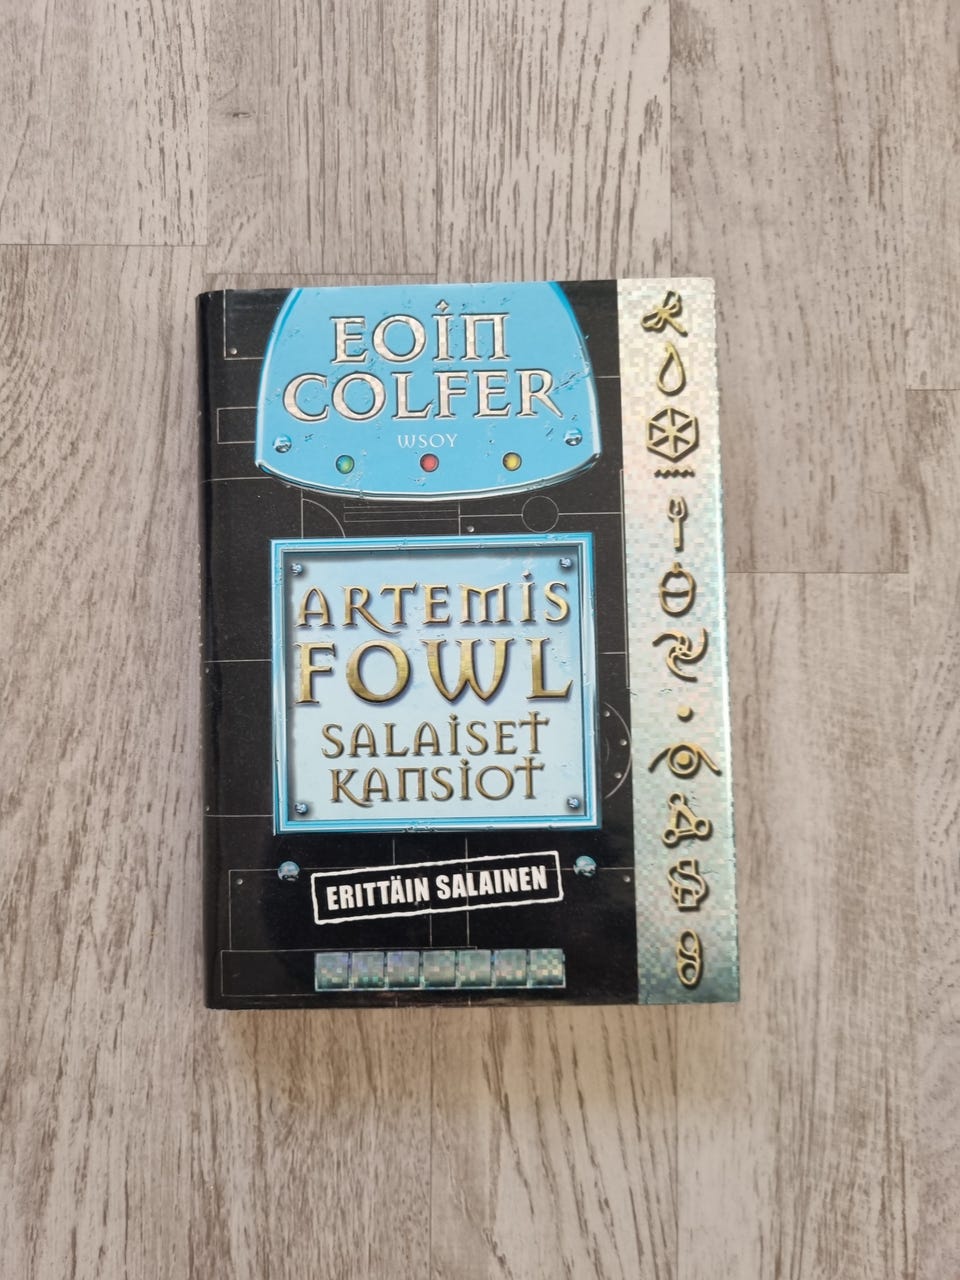 EOIN
COLFER
WSOY
ARTEMIS
FOWL
SALAISET
KANSIOT
ERITTÄIN SALAINEN